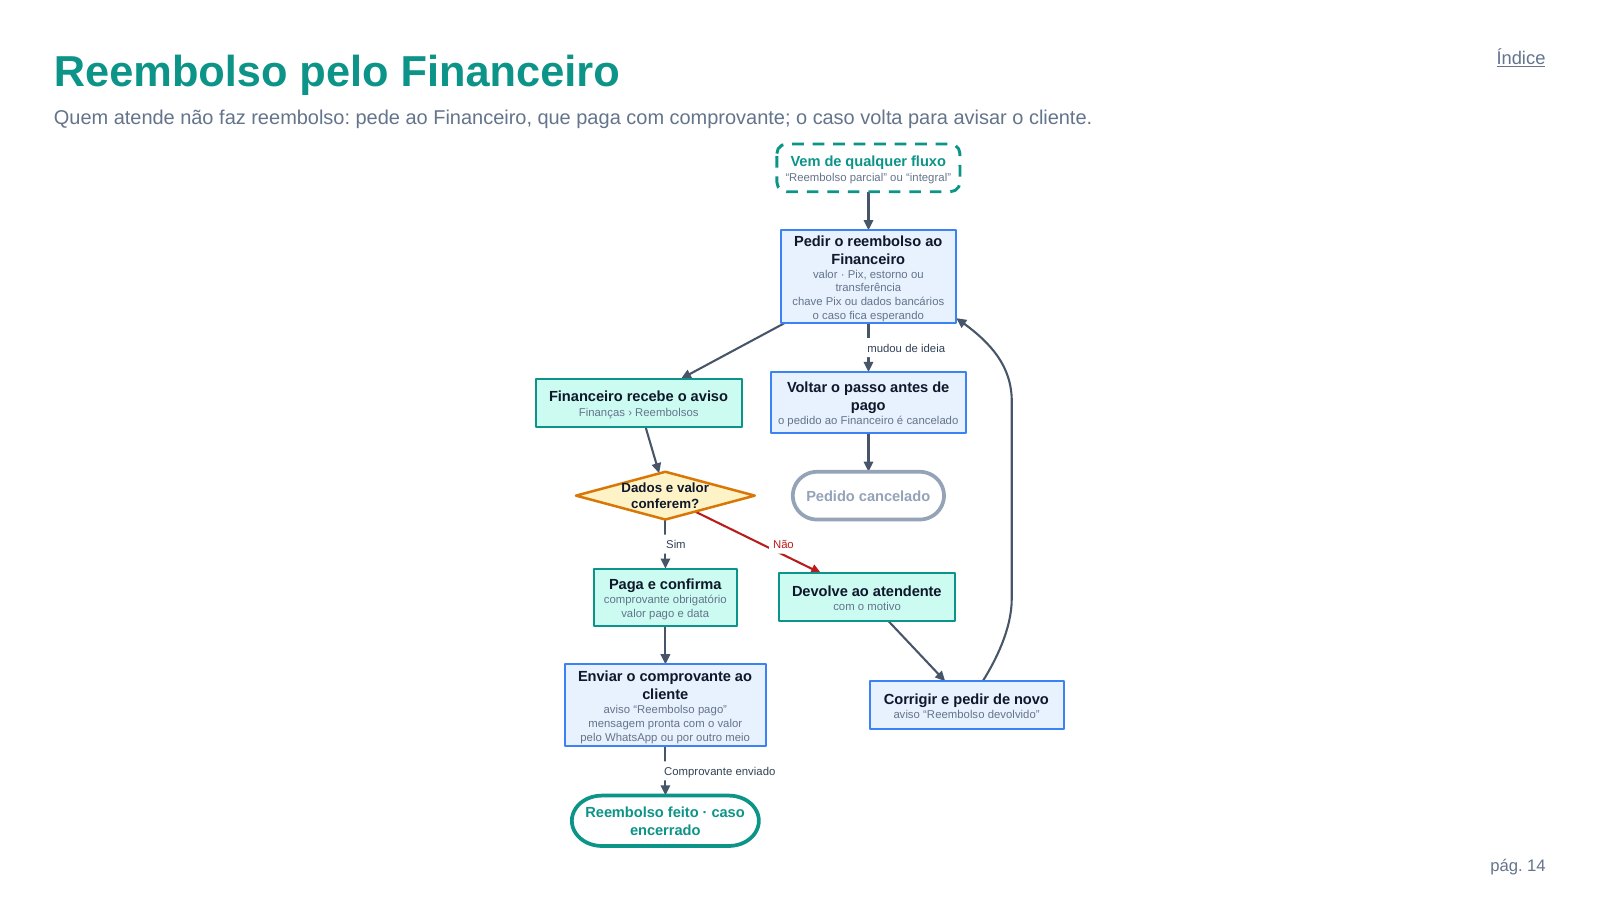 Reembolso pelo Financeiro
Índice
Quem atende não faz reembolso: pede ao Financeiro, que paga com comprovante; o caso volta para avisar o cliente.
Vem de qualquer fluxo
“Reembolso parcial” ou “integral”
Pedir o reembolso ao
Financeiro
valor · Pix, estorno ou
transferência
chave Pix ou dados bancários
o caso fica esperando
mudou de ideia
Financeiro recebe o aviso
Finanças › Reembolsos
Voltar o passo antes de
pago
o pedido ao Financeiro é cancelado
Dados e valor
conferem?
Pedido cancelado
Sim
Não
Paga e confirma
comprovante obrigatório
valor pago e data
Devolve ao atendente
com o motivo
Enviar o comprovante ao
cliente
aviso “Reembolso pago”
mensagem pronta com o valor
pelo WhatsApp ou por outro meio
Corrigir e pedir de novo
aviso “Reembolso devolvido”
Comprovante enviado
Reembolso feito · caso
encerrado
pág. 14